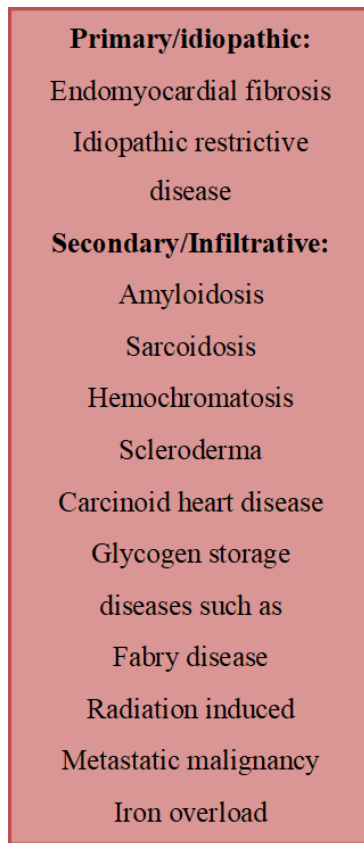 Primary/idiopathic:
Endomyocardial fibrosis
Idiopathic restrictive
disease
Secondary/Infiltrative:
Amyloidosis
Sarcoidosis
Hemochromatosis
Scleroderma
Carcinoid heart disease
Glycogen storage
diseases such as
Fabry disease
Radiation induced
Metastatic malignancy
Iron overload